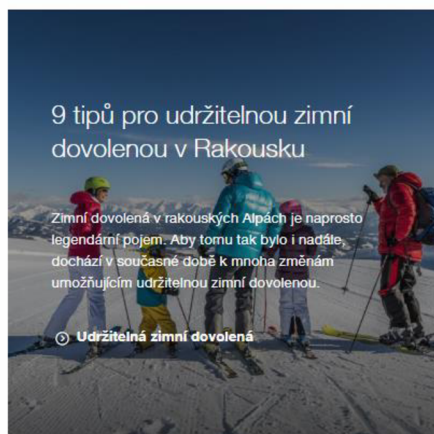 9 tipů pro udržitelnou zimní
dovolenou v Rakousku
Zimní dovolená v rakouských Alpách je naprosto
legendární pojem. Aby tomu tak bylo i nadále,
dochází v současné době k mnoha změnám
umožňujícím udržitelnou zimní dovolenou.
Udržitelná zimní dovolená